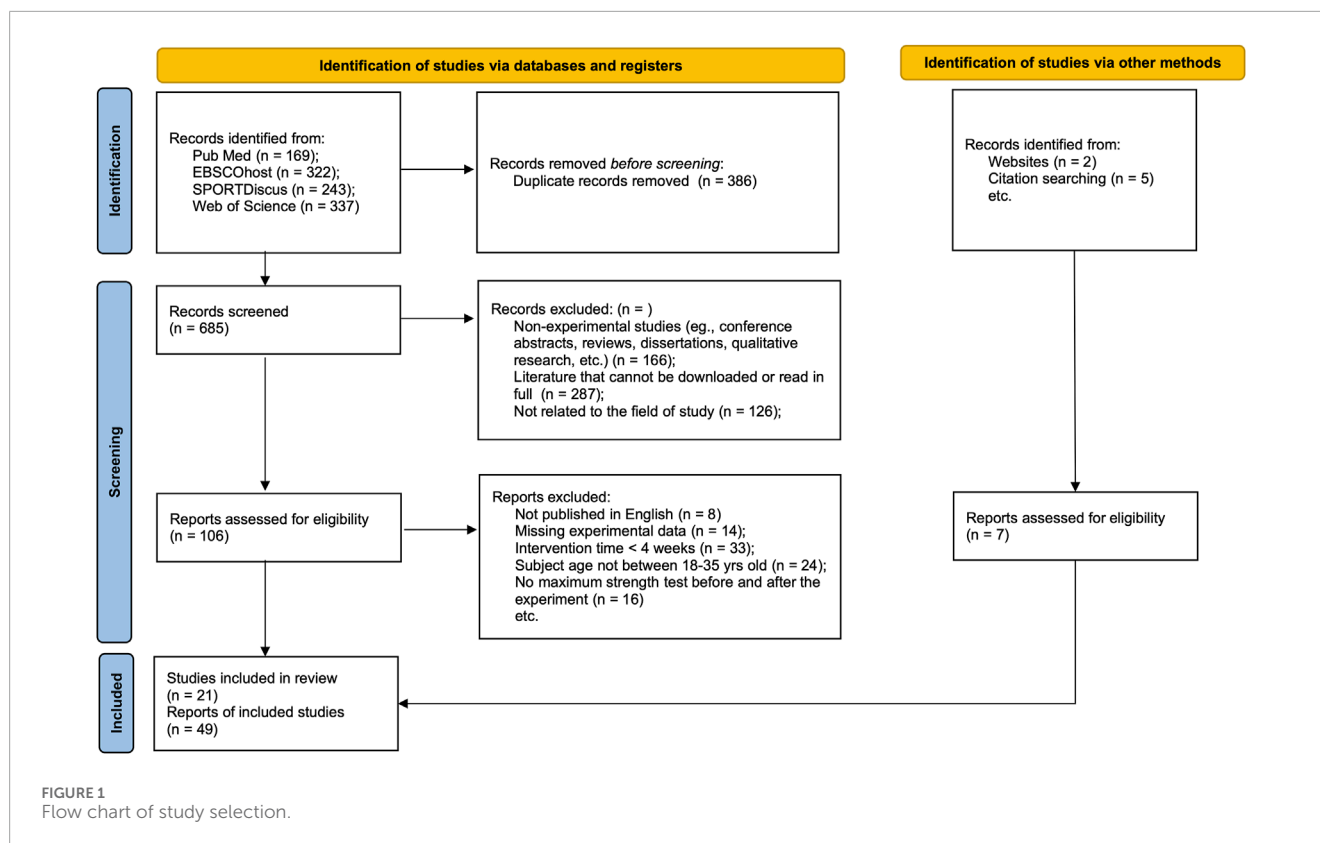 Identification of studies via databases and registers
Identification of studies via other methods
Identification
Records identified from:
Pub Med (n = 169);
EBSCOhost (n = 322);
SPORTDiscus (n = 243);
Web of Science (n = 337)
Records removed before screening:
Duplicate records removed (n = 386)
Records identified from:
Websites (n = 2)
Citation searching (n = 5)
etc.
Screening
Records screened
(n = 685)
Records excluded: (n = )
Non-experimental studies (eg., conference
abstracts, reviews, dissertations, qualitative
research, etc.) (n = 166);
Literature that cannot be downloaded or read in
full (n = 287);
Not related to the field of study (n = 126);
Reports assessed for eligibility
(n = 106)
Reports excluded:
Not published in English (n = 8)
Missing experimental data (n = 14);
Intervention time < 4 weeks (n = 33);
Subject age not between 18-35 yrs old (n = 24);
No maximum strength test before and after the
experiment (n = 16)
etc.
Reports assessed for eligibility
(n = 7)
Included
Studies included in review
(n = 21)
Reports of included studies
(n = 49)
FIGURE 1
Flow chart of study selection.